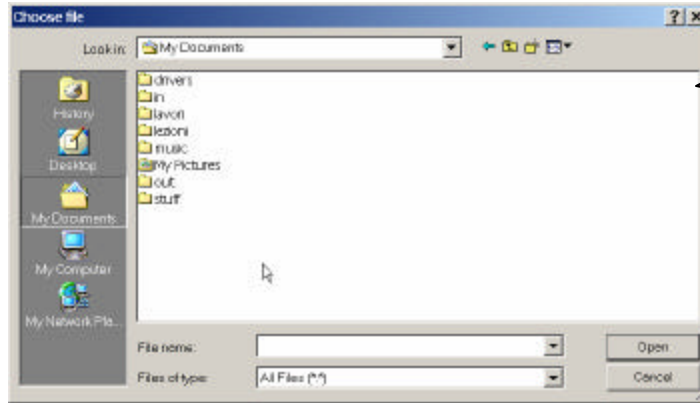 Choose file
Look in: My Documents
History
Desktop
My Documents
My Computer
My Network Pla...
drivers
in
lavori
lezioni
music
My Pictures
out
stuff
File name:
Open
Files of type: All Files (*.*)
Cancel